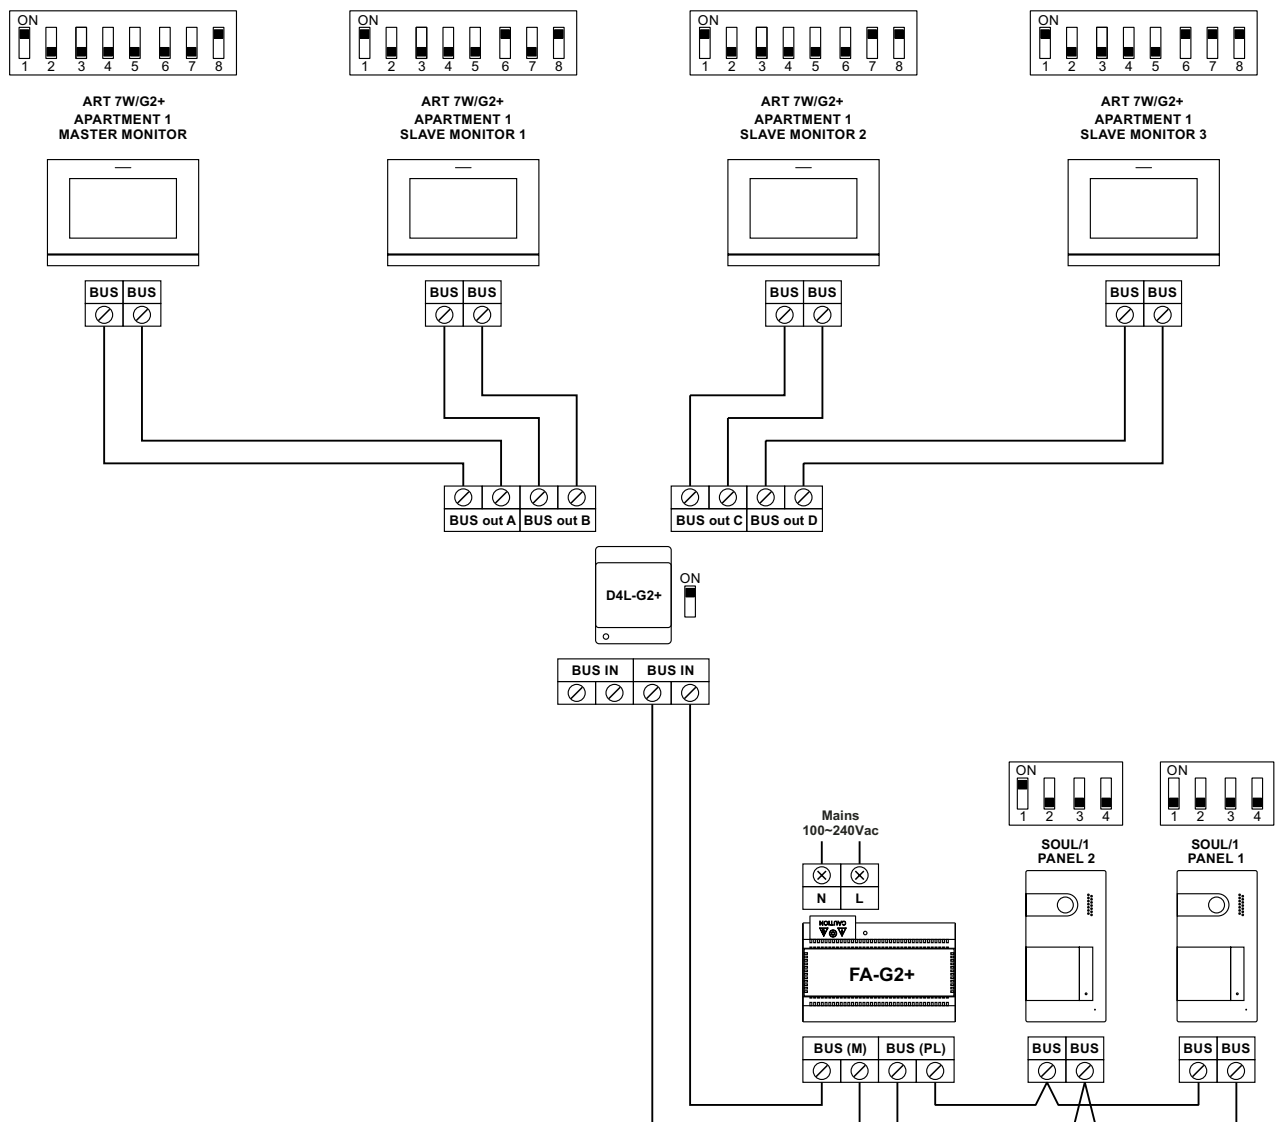 ON
1 2 3 4 5 6 7 8
ART 7W/G2+
APARTMENT 1
MASTER MONITOR
BUS BUS
ON
1 2 3 4 5 6 7 8
ART 7W/G2+
APARTMENT 1
SLAVE MONITOR 1
BUS BUS
ON
1 2 3 4 5 6 7 8
ART 7W/G2+
APARTMENT 1
SLAVE MONITOR 2
BUS BUS
ON
1 2 3 4 5 6 7 8
ART 7W/G2+
APARTMENT 1
SLAVE MONITOR 3
BUS BUS
BUS out A BUS out B
BUS out C BUS out D
D4L-G2+
ON
BUS IN BUS IN
Mains
100~240Vac
N L
CAUTION
FA-G2+
BUS (M) BUS (PL)
ON
1 2 3 4
SOUL/1
PANEL 2
BUS BUS
ON
1 2 3 4
SOUL/1
PANEL 1
BUS BUS